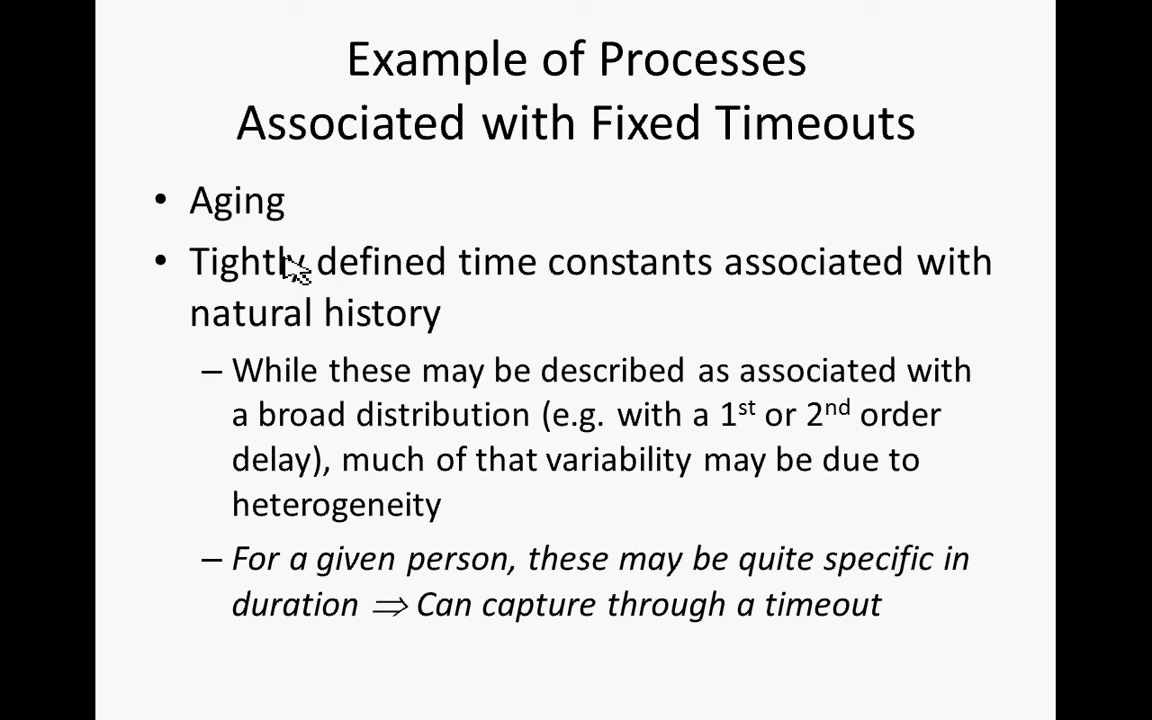 Example of Processes
Associated with Fixed Timeouts
• Aging
• Tightly defined time constants associated with
natural history
– While these may be described as associated with
a broad distribution (e.g. with a 1st or 2nd order
delay), much of that variability may be due to
heterogeneity
– For a given person, these may be quite specific in
duration ⇒ Can capture through a timeout